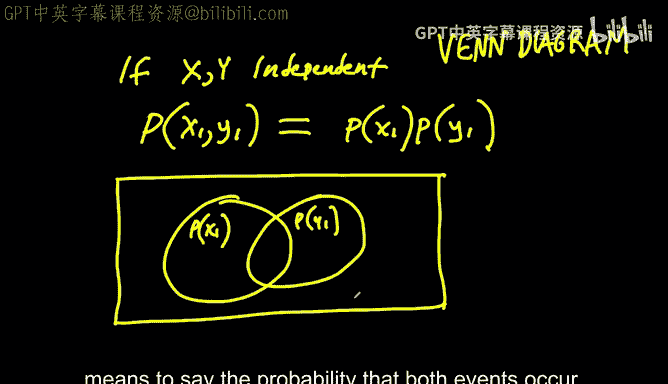 GPT中英字幕课程资源@bilibili.com
GPT中英字幕课程资源 bilibili
VENN DIAGRAM
If X,Y Independent
P(x₁,y₁) = P(x₁)P(y₁)
P(x₁) P(y₁)
means to say the probability that both events occur